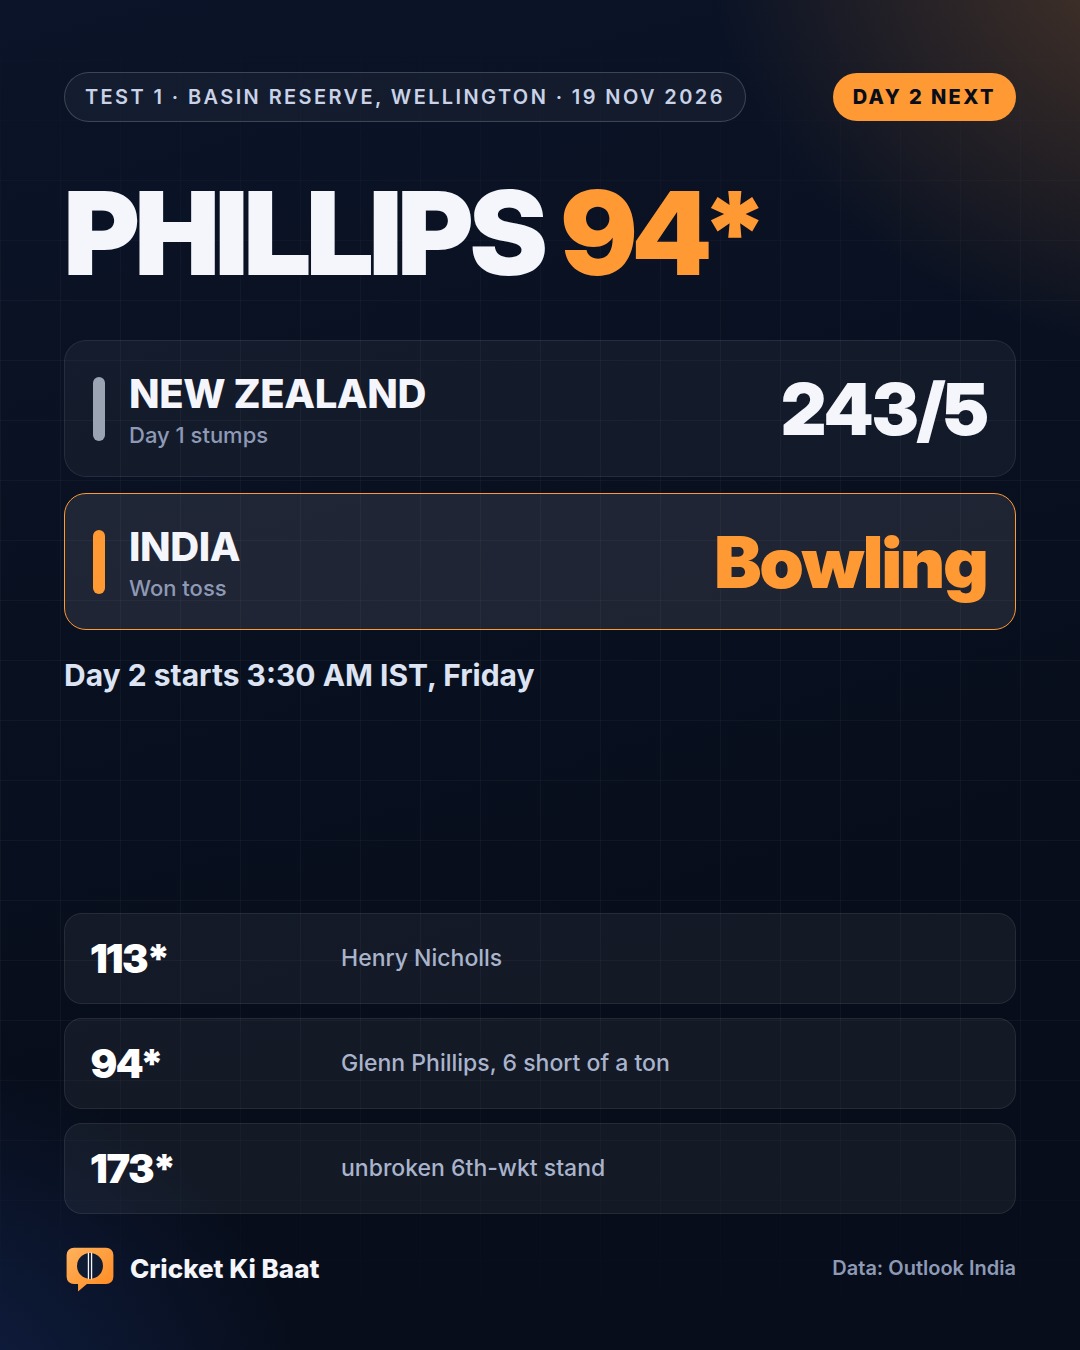 TEST 1 · BASIN RESERVE, WELLINGTON · 19 NOV 2026
DAY 2 NEXT
PHILLIPS 94*
NEW ZEALAND
Day 1 stumps
243/5
INDIA
Won toss
Bowling
Day 2 starts 3:30 AM IST, Friday
113* Henry Nicholls
94* Glenn Phillips, 6 short of a ton
173* unbroken 6th-wkt stand
Cricket Ki Baat
Data: Outlook India